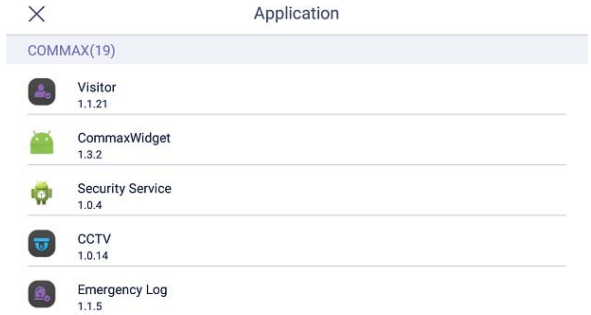 Application
COMMAX(19)
Visitor
1.1.21
CommaxWidget
1.3.2
Security Service
1.0.4
CCTV
1.0.14
Emergency Log
1.1.5